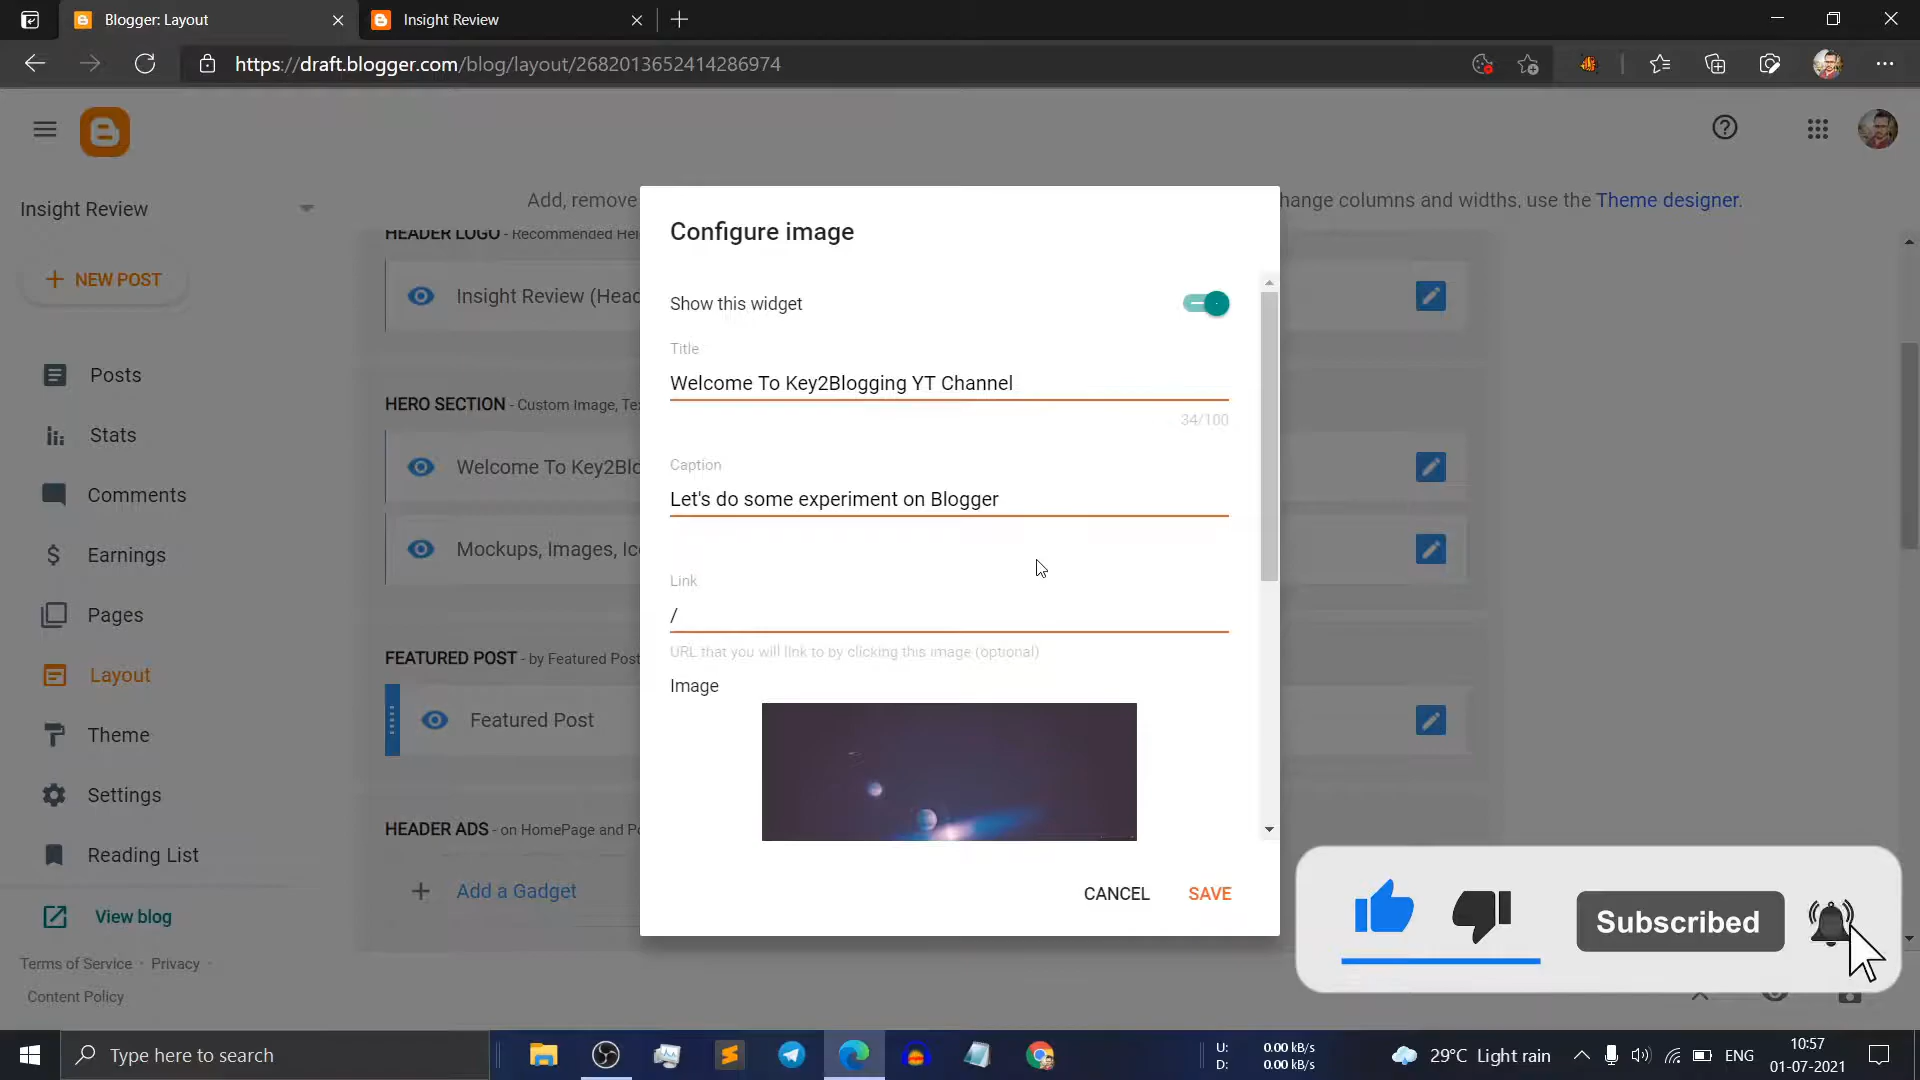 Blogger: Layout
Insight Review
https://draft.blogger.com/blog/layout/2682013652414286974
Insight Review
Add, remove
hange columns and widths, use the Theme designer.
NEW POST
Posts
Stats
Comments
Earnings
Pages
Layout
Theme
Settings
Reading List
View blog
Terms of Service · Privacy ·
Content Policy
HEADER LOGO - Recommended Hei
Insight Review (Head
HERO SECTION - Custom Image, Tex
Welcome To Key2Blo
Mockups, Images, Ico
FEATURED POST - by Featured Post
Featured Post
HEADER ADS - on HomePage and Po
Add a Gadget
Configure image
Show this widget
Title
Welcome To Key2Blogging YT Channel
34/100
Caption
Let's do some experiment on Blogger
Link
/
URL that you will link to by clicking this image (optional)
Image
CANCEL
SAVE
Subscribed
Type here to search
U: 0.00 kB/s
D: 0.00 kB/s
29°C Light rain
ENG
10:57
01-07-2021